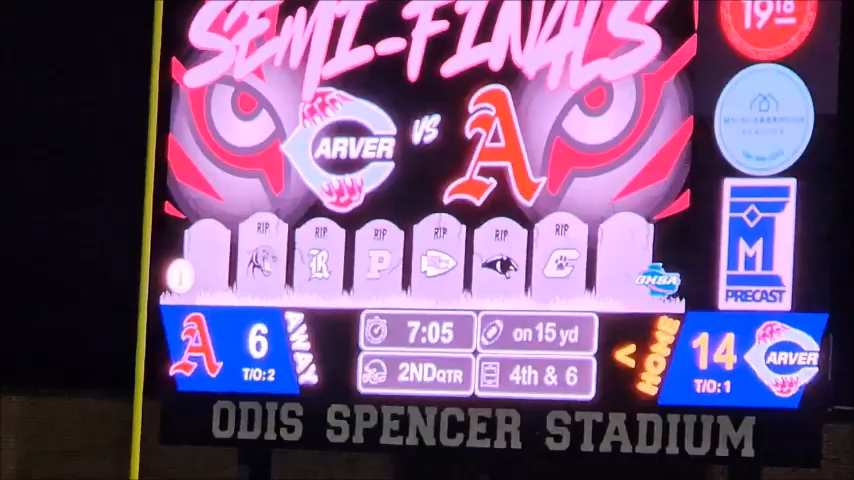 SEMI-FINALS
1918
CARVER
VS
A
RIP
RIP
RIP
RIP
RIP
RIP
R
P
C
GHSA
M
PRECAST
A
6
T/O: 2
AWAY
7:05
on 15 yd
2ND QTR
4th & 6
<
HOME
14
T/O: 1
CARVER
ODIS SPENCER STADIUM